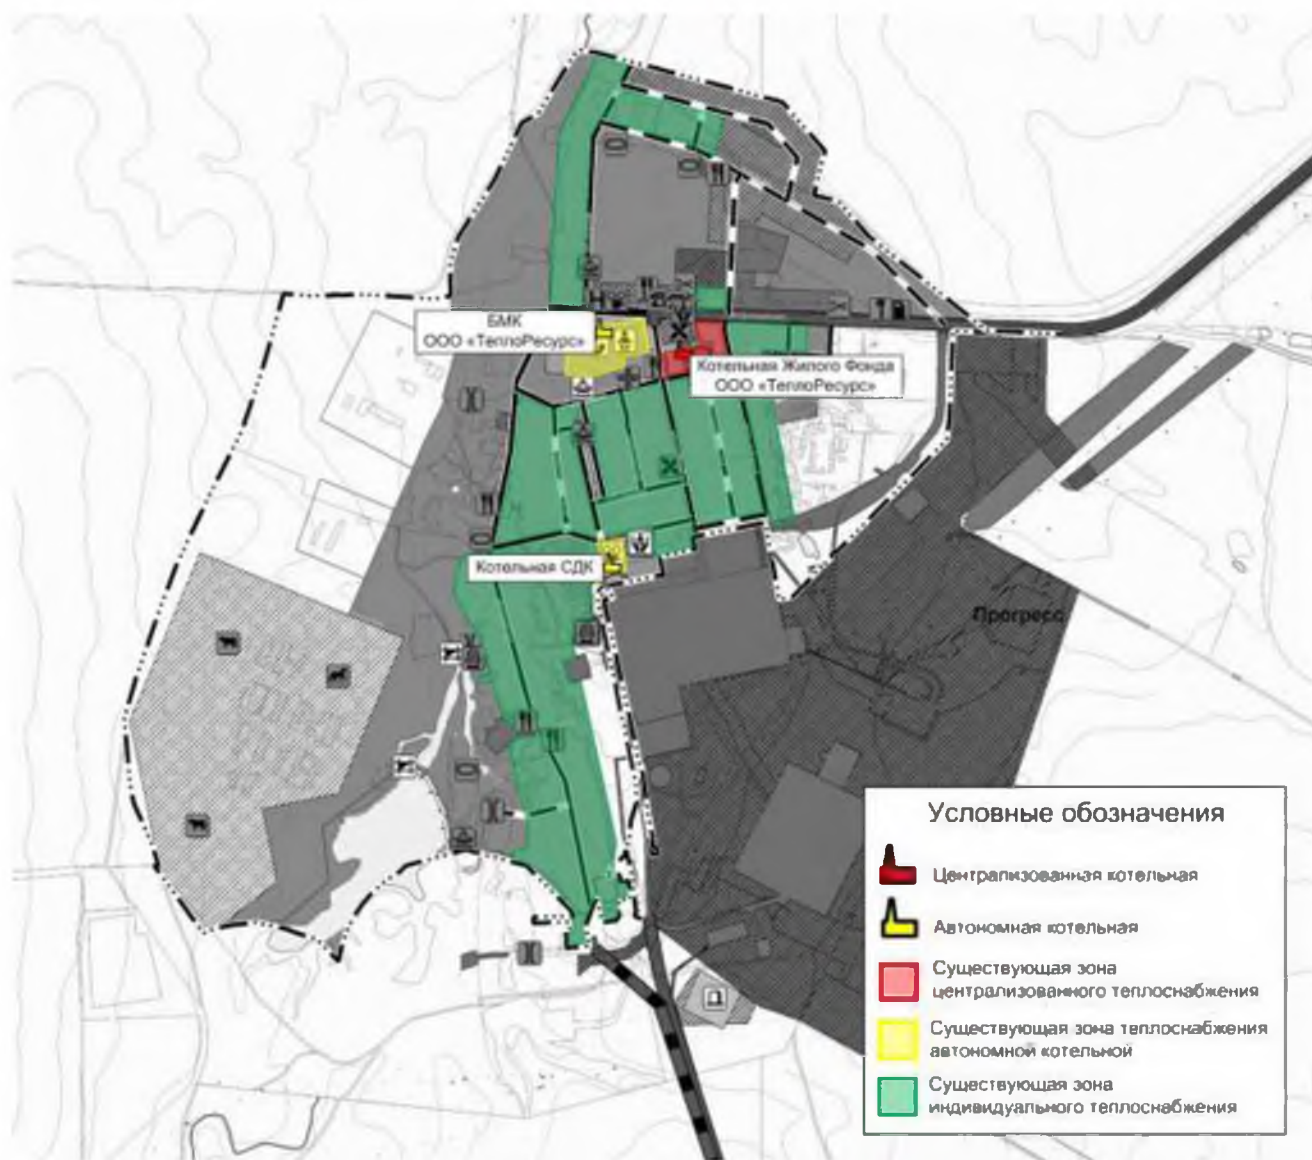 БМК
ООО «ТеплоРесурс»
Котельная Жилого Фонда
ООО «ТеплоРесурс»
Котельная СДК
Прогресс
Условные обозначения
Централизованная котельная
Автономная котельная
Существующая зона
централизованного теплоснабжения
Существующая зона теплоснабжения
автономной котельной
Существующая зона
индивидуального теплоснабжения